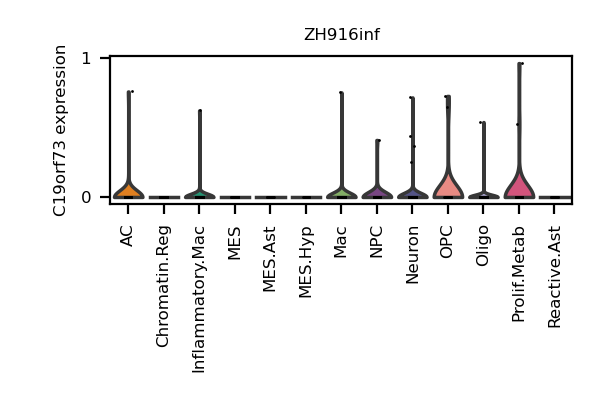 ZH916inf
C19orf73 expression
1
0
AC
Chromatin.Reg
Inflammatory.Mac
MES
MES.Ast
MES.Hyp
Mac
NPC
Neuron
OPC
Oligo
Prolif.Metab
Reactive.Ast